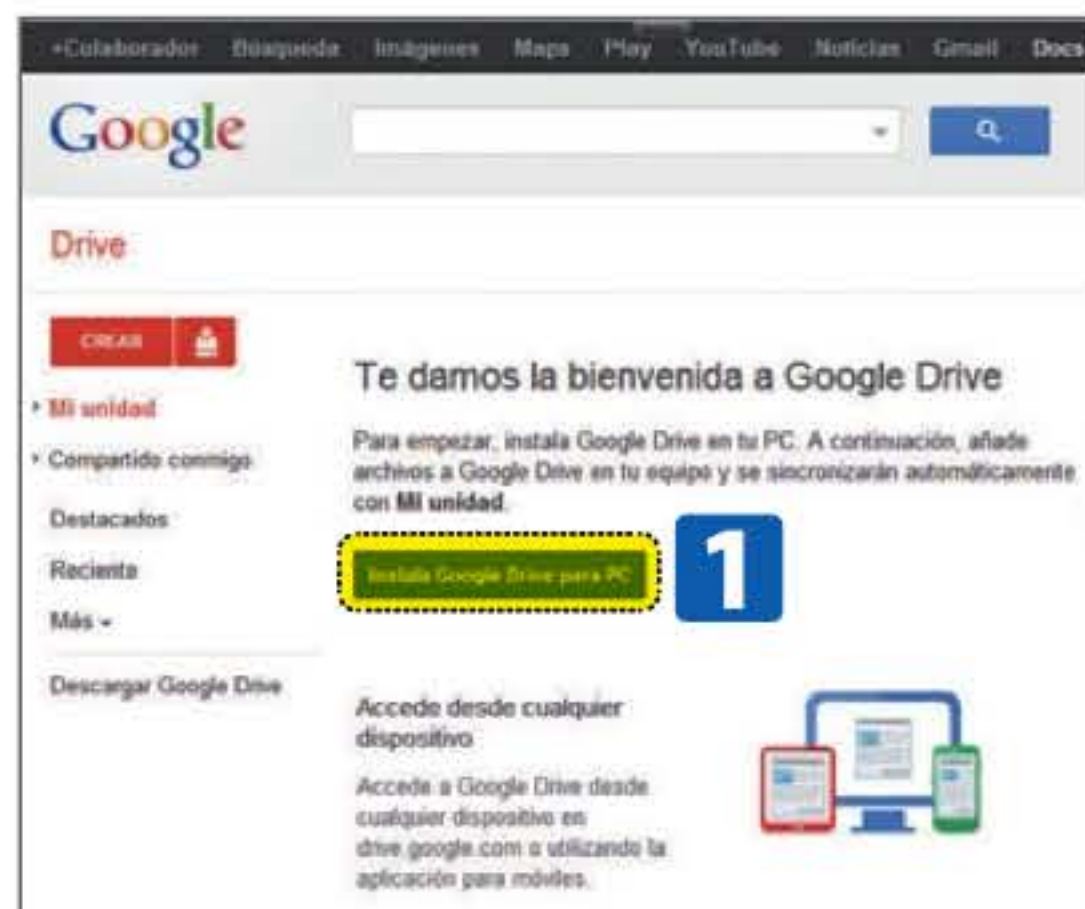 +Colaborador Búsqueda Imágenes Maps Play YouTube Noticias Gmail Docs
Google
Drive
CREAR
Mi unidad
Compartido conmigo
Destacados
Reciente
Más
Descargar Google Drive
Te damos la bienvenida a Google Drive
Para empezar, instala Google Drive en tu PC. A continuación, añade
archivos a Google Drive en tu equipo y se sincronizarán automáticamente
con Mi unidad.
Instala Google Drive para PC
1
Accede desde cualquier
dispositivo
Accede a Google Drive desde
cualquier dispositivo en
drive.google.com o utilizando la
aplicación para móviles.